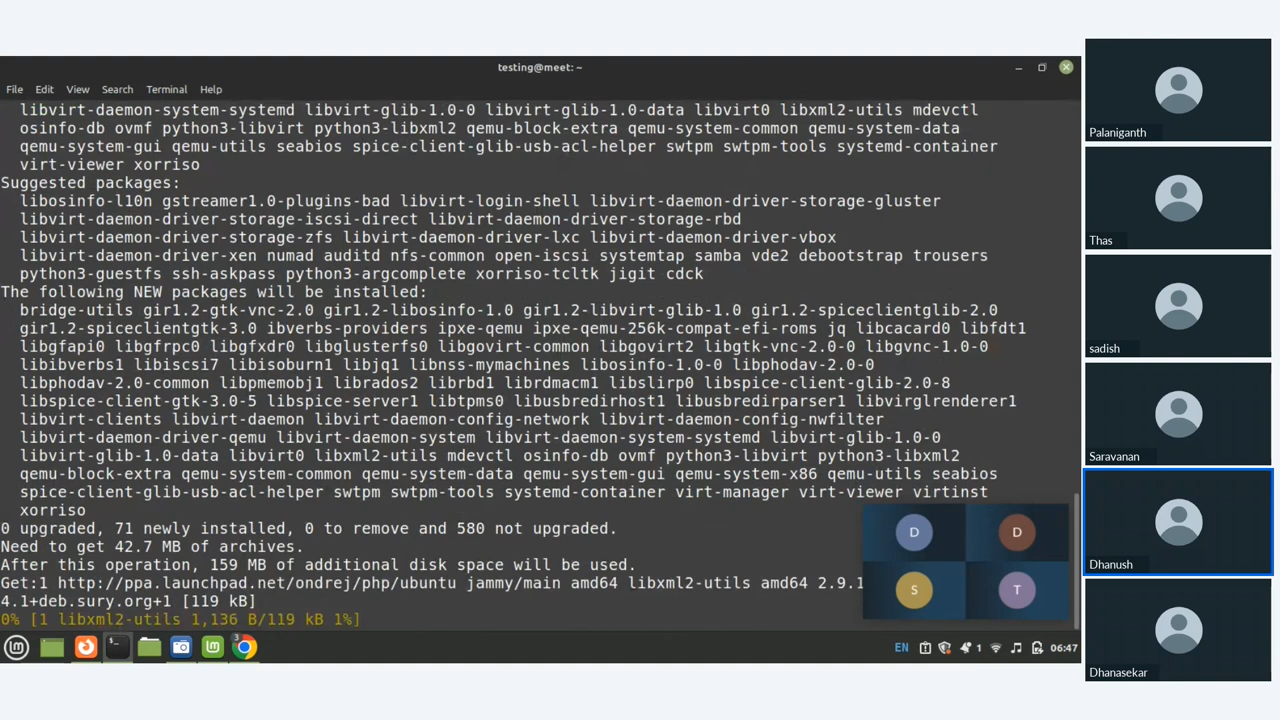 testing@meet: ~
File Edit View Search Terminal Help
libvirt-daemon-system-systemd libvirt-glib-1.0-0 libvirt-glib-1.0-data libvirt0 libxml2-utils mdevctl
osinfo-db ovmf python3-libvirt python3-libxml2 qemu-block-extra qemu-system-common qemu-system-data
qemu-system-gui qemu-utils seabios spice-client-glib-usb-acl-helper swtpm swtpm-tools systemd-container
virt-viewer xorriso
Suggested packages:
libosinfo-l10n gstreamer1.0-plugins-bad libvirt-login-shell libvirt-daemon-driver-storage-gluster
libvirt-daemon-driver-storage-iscsi-direct libvirt-daemon-driver-storage-rbd
libvirt-daemon-driver-storage-zfs libvirt-daemon-driver-lxc libvirt-daemon-driver-vbox
libvirt-daemon-driver-xen numad auditd nfs-common open-iscsi systemtap samba vde2 debootstrap trousers
python3-guestfs ssh-askpass python3-argcomplete xorriso-tcltk jigit cdck
The following NEW packages will be installed:
bridge-utils gir1.2-gtk-vnc-2.0 gir1.2-libosinfo-1.0 gir1.2-libvirt-glib-1.0 gir1.2-spiceclientglib-2.0
gir1.2-spiceclientgtk-3.0 ibverbs-providers ipxe-qemu ipxe-qemu-256k-compat-efi-roms jq libcacard0 libfdt1
libgfapi0 libgfrpc0 libgfxdr0 libglusterfs0 libgovirt-common libgovirt2 libgtk-vnc-2.0-0 libgvnc-1.0-0
libibverbs1 libiscsi7 libisoburn1 libjq1 libnss-mymachines libosinfo-1.0-0 libphodav-2.0-0
libphodav-2.0-common libpmemobj1 librados2 librbd1 librdmacm1 libslirp0 libspice-client-glib-2.0-8
libspice-client-gtk-3.0-5 libspice-server1 libtpms0 libusbredirhost1 libusbredirparser1 libvirglrenderer1
libvirt-clients libvirt-daemon libvirt-daemon-config-network libvirt-daemon-config-nwfilter
libvirt-daemon-driver-qemu libvirt-daemon-system libvirt-daemon-system-systemd libvirt-glib-1.0-0
libvirt-glib-1.0-data libvirt0 libxml2-utils mdevctl osinfo-db ovmf python3-libvirt python3-libxml2
qemu-block-extra qemu-system-common qemu-system-data qemu-system-gui qemu-system-x86 qemu-utils seabios
spice-client-glib-usb-acl-helper swtpm swtpm-tools systemd-container virt-manager virt-viewer virtinst
xorriso
0 upgraded, 71 newly installed, 0 to remove and 580 not upgraded.
Need to get 42.7 MB of archives.
After this operation, 159 MB of additional disk space will be used.
Get:1 http://ppa.launchpad.net/ondrej/php/ubuntu jammy/main amd64 libxml2-utils amd64 2.9.1
4.1+deb.sury.org+1 [119 kB]
0% [1 libxml2-utils 1,136 B/119 kB 1%]
D D
S T
3
EN 1 06:47
Palaniganth
Thas
sadish
Saravanan
Dhanush
Dhanasekar